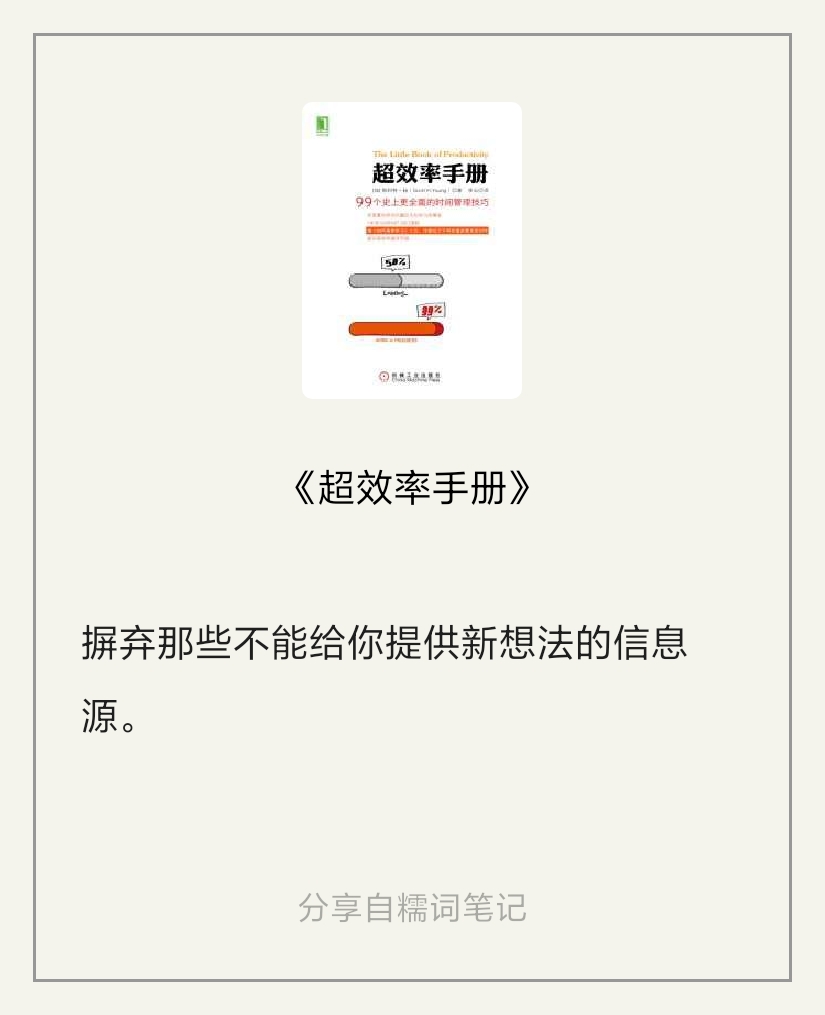 The Little Book of Productivity
超效率手册
99个史上更全面的时间管理技巧
50%
Loading...
99%
机械工业出版社
China Machine Press
《超效率手册》
摒弃那些不能给你提供新想法的信息
源。
分享自糯词笔记